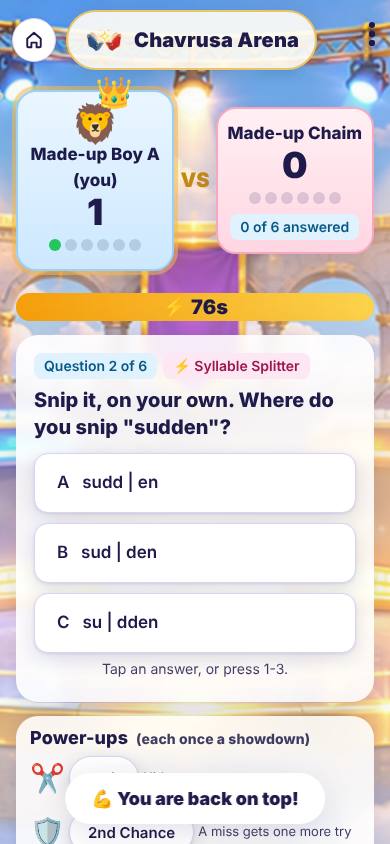 Chavrusa Arena
Made-up Boy A
(you)
1
VS
Made-up Chaim
0
0 of 6 answered
⚡ 76s
Question 2 of 6
⚡ Syllable Splitter
Snip it, on your own. Where do
you snip "sudden"?
A sudd | en
B sud | den
C su | dden
Tap an answer, or press 1-3.
Power-ups (each once a showdown)
💪 You are back on top!
2nd Chance
A miss gets one more try